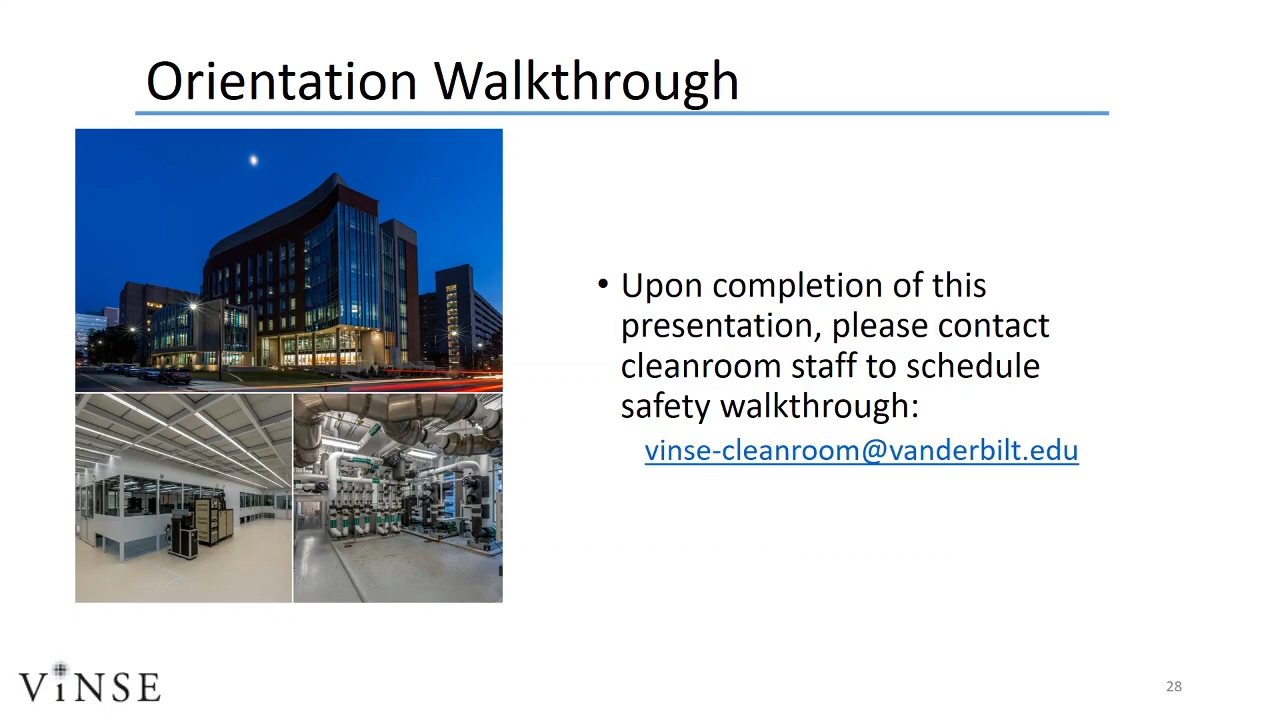 Orientation Walkthrough
• Upon completion of this
presentation, please contact
cleanroom staff to schedule
safety walkthrough:
vinse-cleanroom@vanderbilt.edu
ViNSE
28